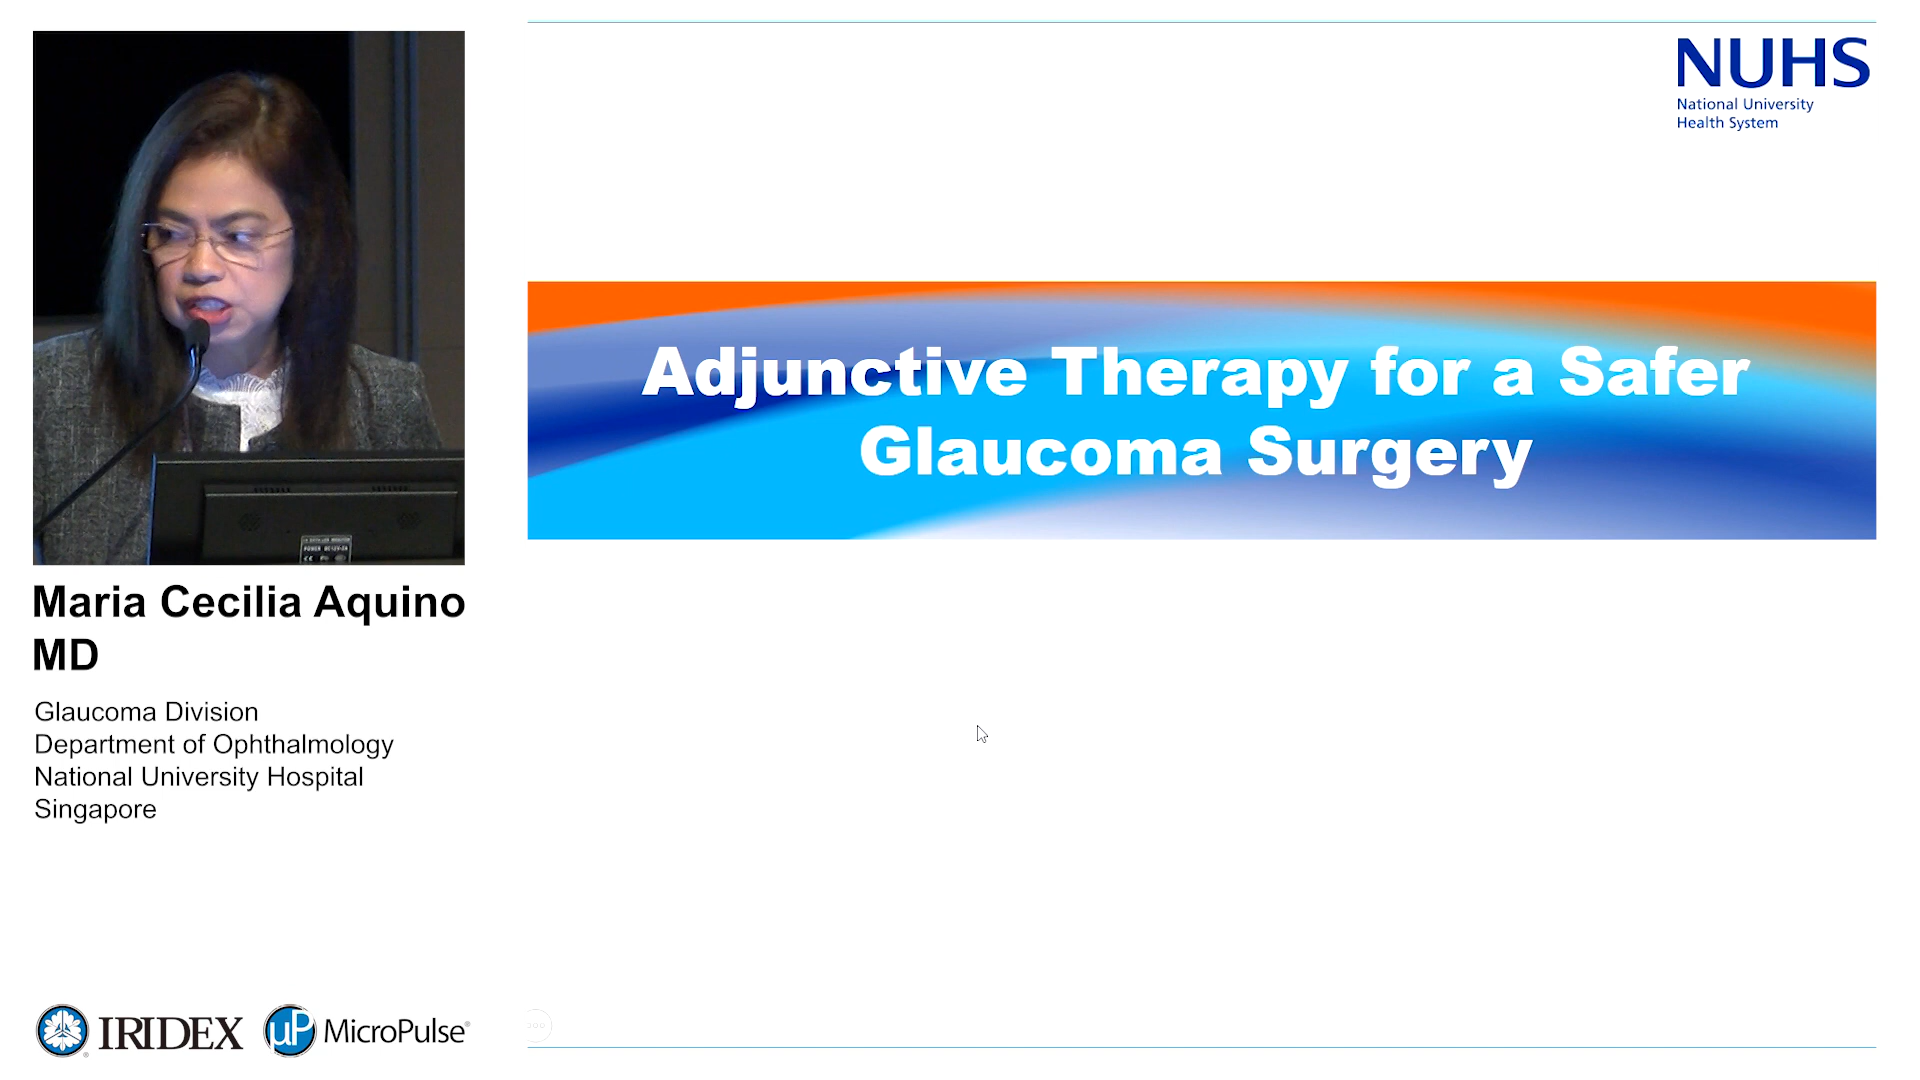 NUHS
National University
Health System
Adjunctive Therapy for a Safer
Glaucoma Surgery
Maria Cecilia Aquino
MD
Glaucoma Division
Department of Ophthalmology
National University Hospital
Singapore
IRIDEX
µP MicroPulse®